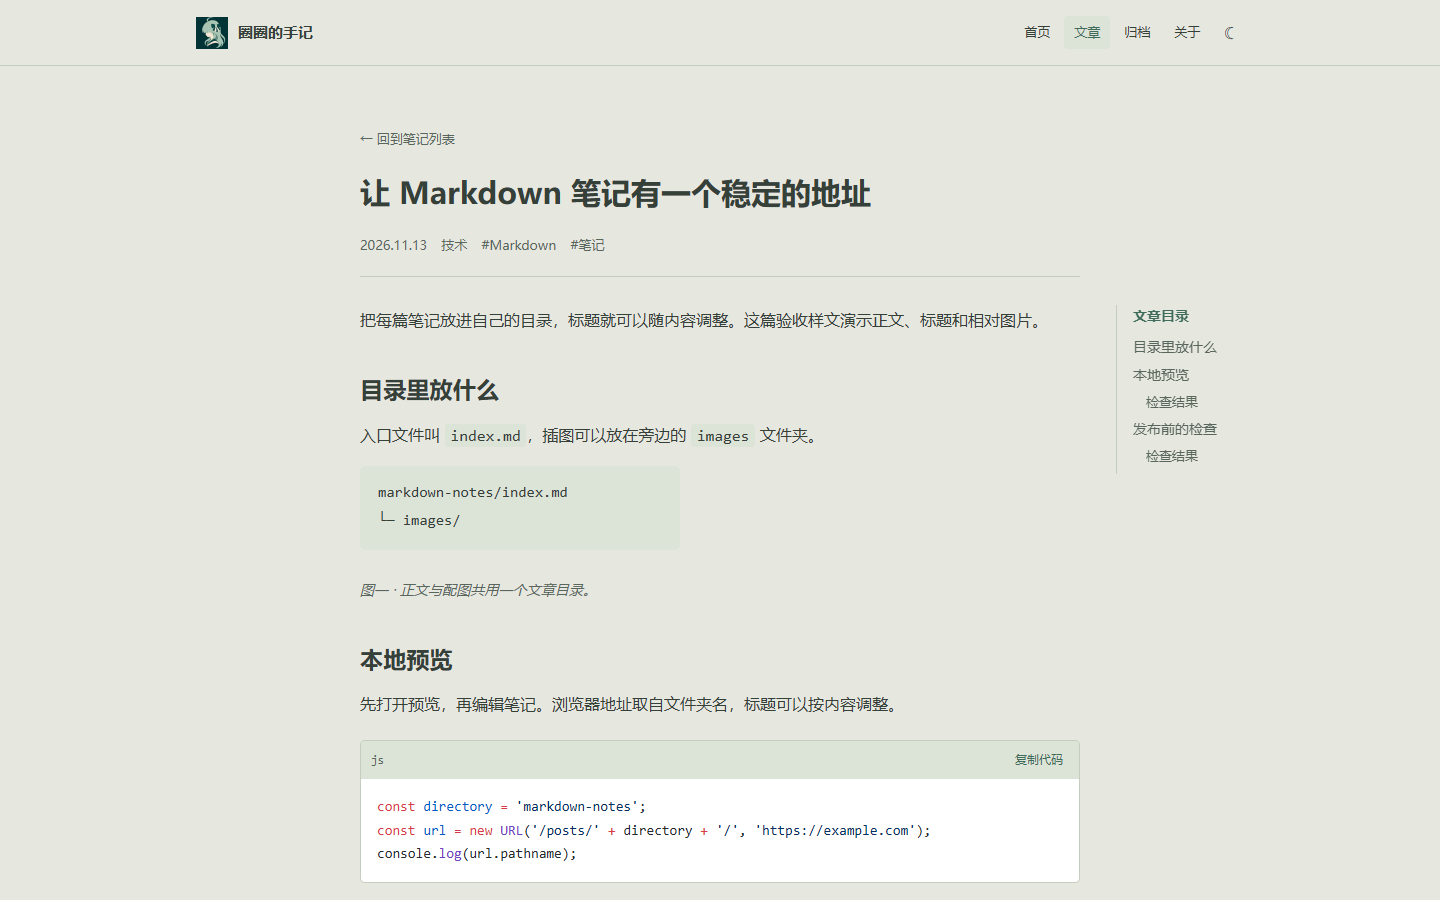 圈圈的手记
首页 文章 归档 关于
← 回到笔记列表
让 Markdown 笔记有一个稳定的地址
2026.11.13 技术 #Markdown #笔记
把每篇笔记放进自己的目录，标题就可以随内容调整。这篇验收样文演示正文、标题和相对图片。
目录里放什么
入口文件叫 index.md，插图可以放在旁边的 images 文件夹。
markdown-notes/index.md
└─ images/
图一 · 正文与配图共用一个文章目录。
本地预览
先打开预览，再编辑笔记。浏览器地址取自文件夹名，标题可以按内容调整。
js 复制代码
const directory = 'markdown-notes';
const url = new URL('/posts/' + directory + '/', 'https://example.com');
console.log(url.pathname);
文章目录
目录里放什么
本地预览
检查结果
发布前的检查
检查结果